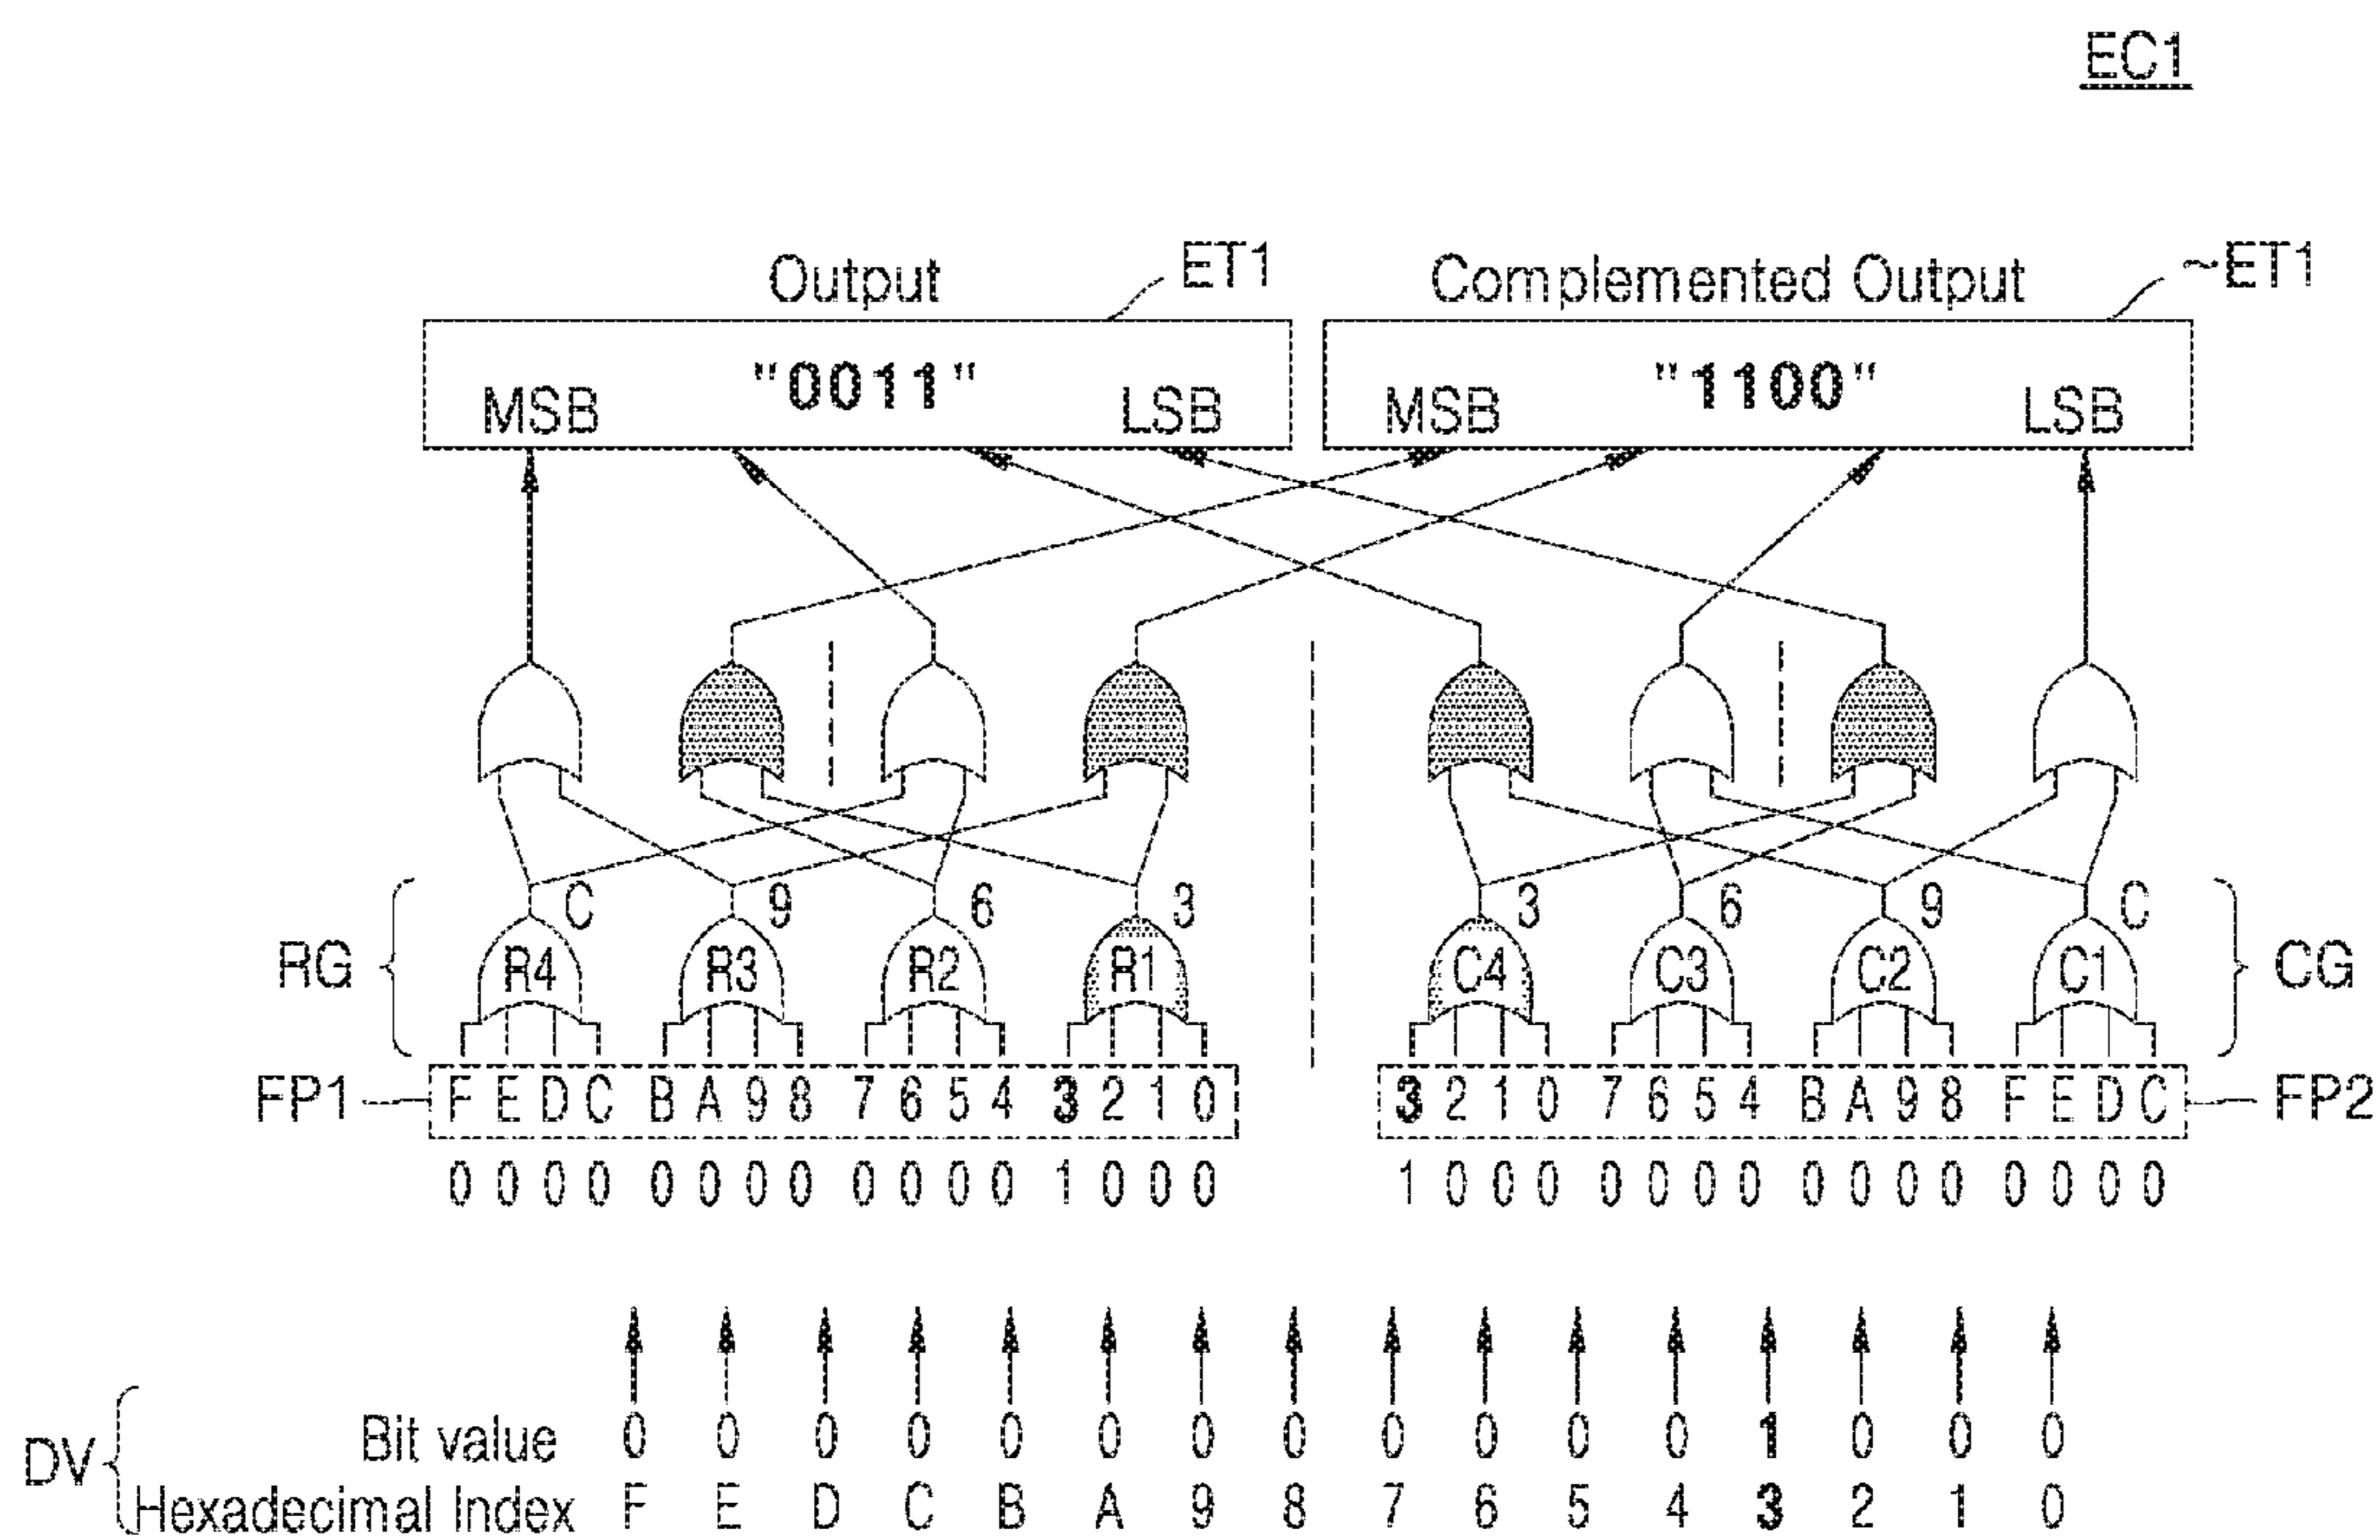 EC1
Output ET1 Complemented Output ~ET1
MSB "0011" LSB MSB "1100" LSB
C 9 6 3 3 6 9 C
RG R4 R3 R2 R1 C4 C3 C2 C1 CG
FP1 F E D C B A 9 8 7 6 5 4 3 2 1 0 3 2 1 0 7 6 5 4 B A 9 8 F E D C FP2
0 0 0 0 0 0 0 0 0 0 0 0 1 0 0 0 1 0 0 0 0 0 0 0 0 0 0 0 0 0 0 0
DV
Bit value 0 0 0 0 0 0 0 0 0 0 0 0 1 0 0 0
Hexadecimal Index F E D C B A 9 8 7 6 5 4 3 2 1 0